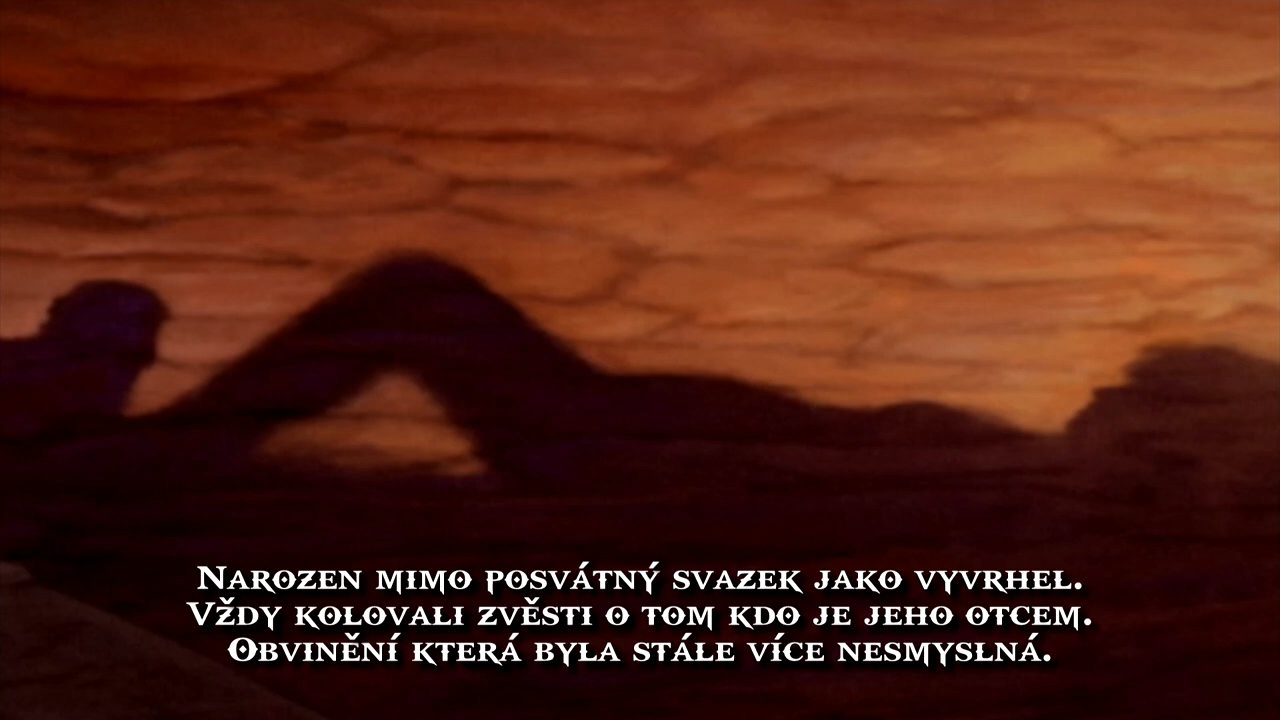 Narozen mimo posvátný svazek jako vyvrhel.
Vždy kolovali zvěsti o tom kdo je jeho otcem.
Obvinění která byla stále více nesmyslná.